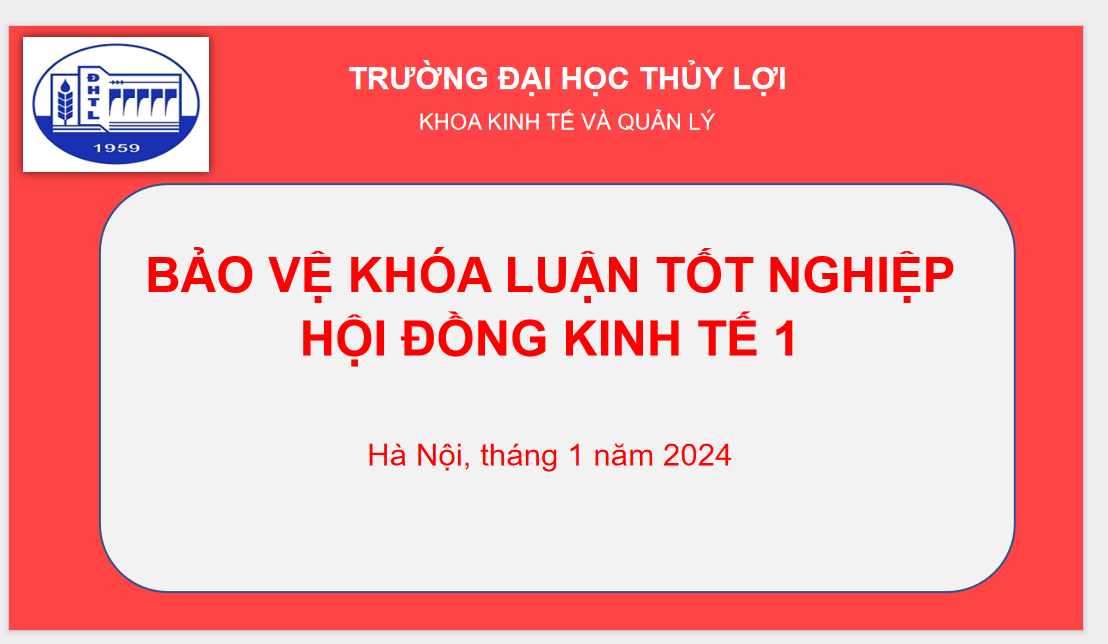 TRƯỜNG ĐẠI HỌC THỦY LỢI
KHOA KINH TẾ VÀ QUẢN LÝ
ĐHTL
1959
BẢO VỆ KHÓA LUẬN TỐT NGHIỆP
HỘI ĐỒNG KINH TẾ 1
Hà Nội, tháng 1 năm 2024